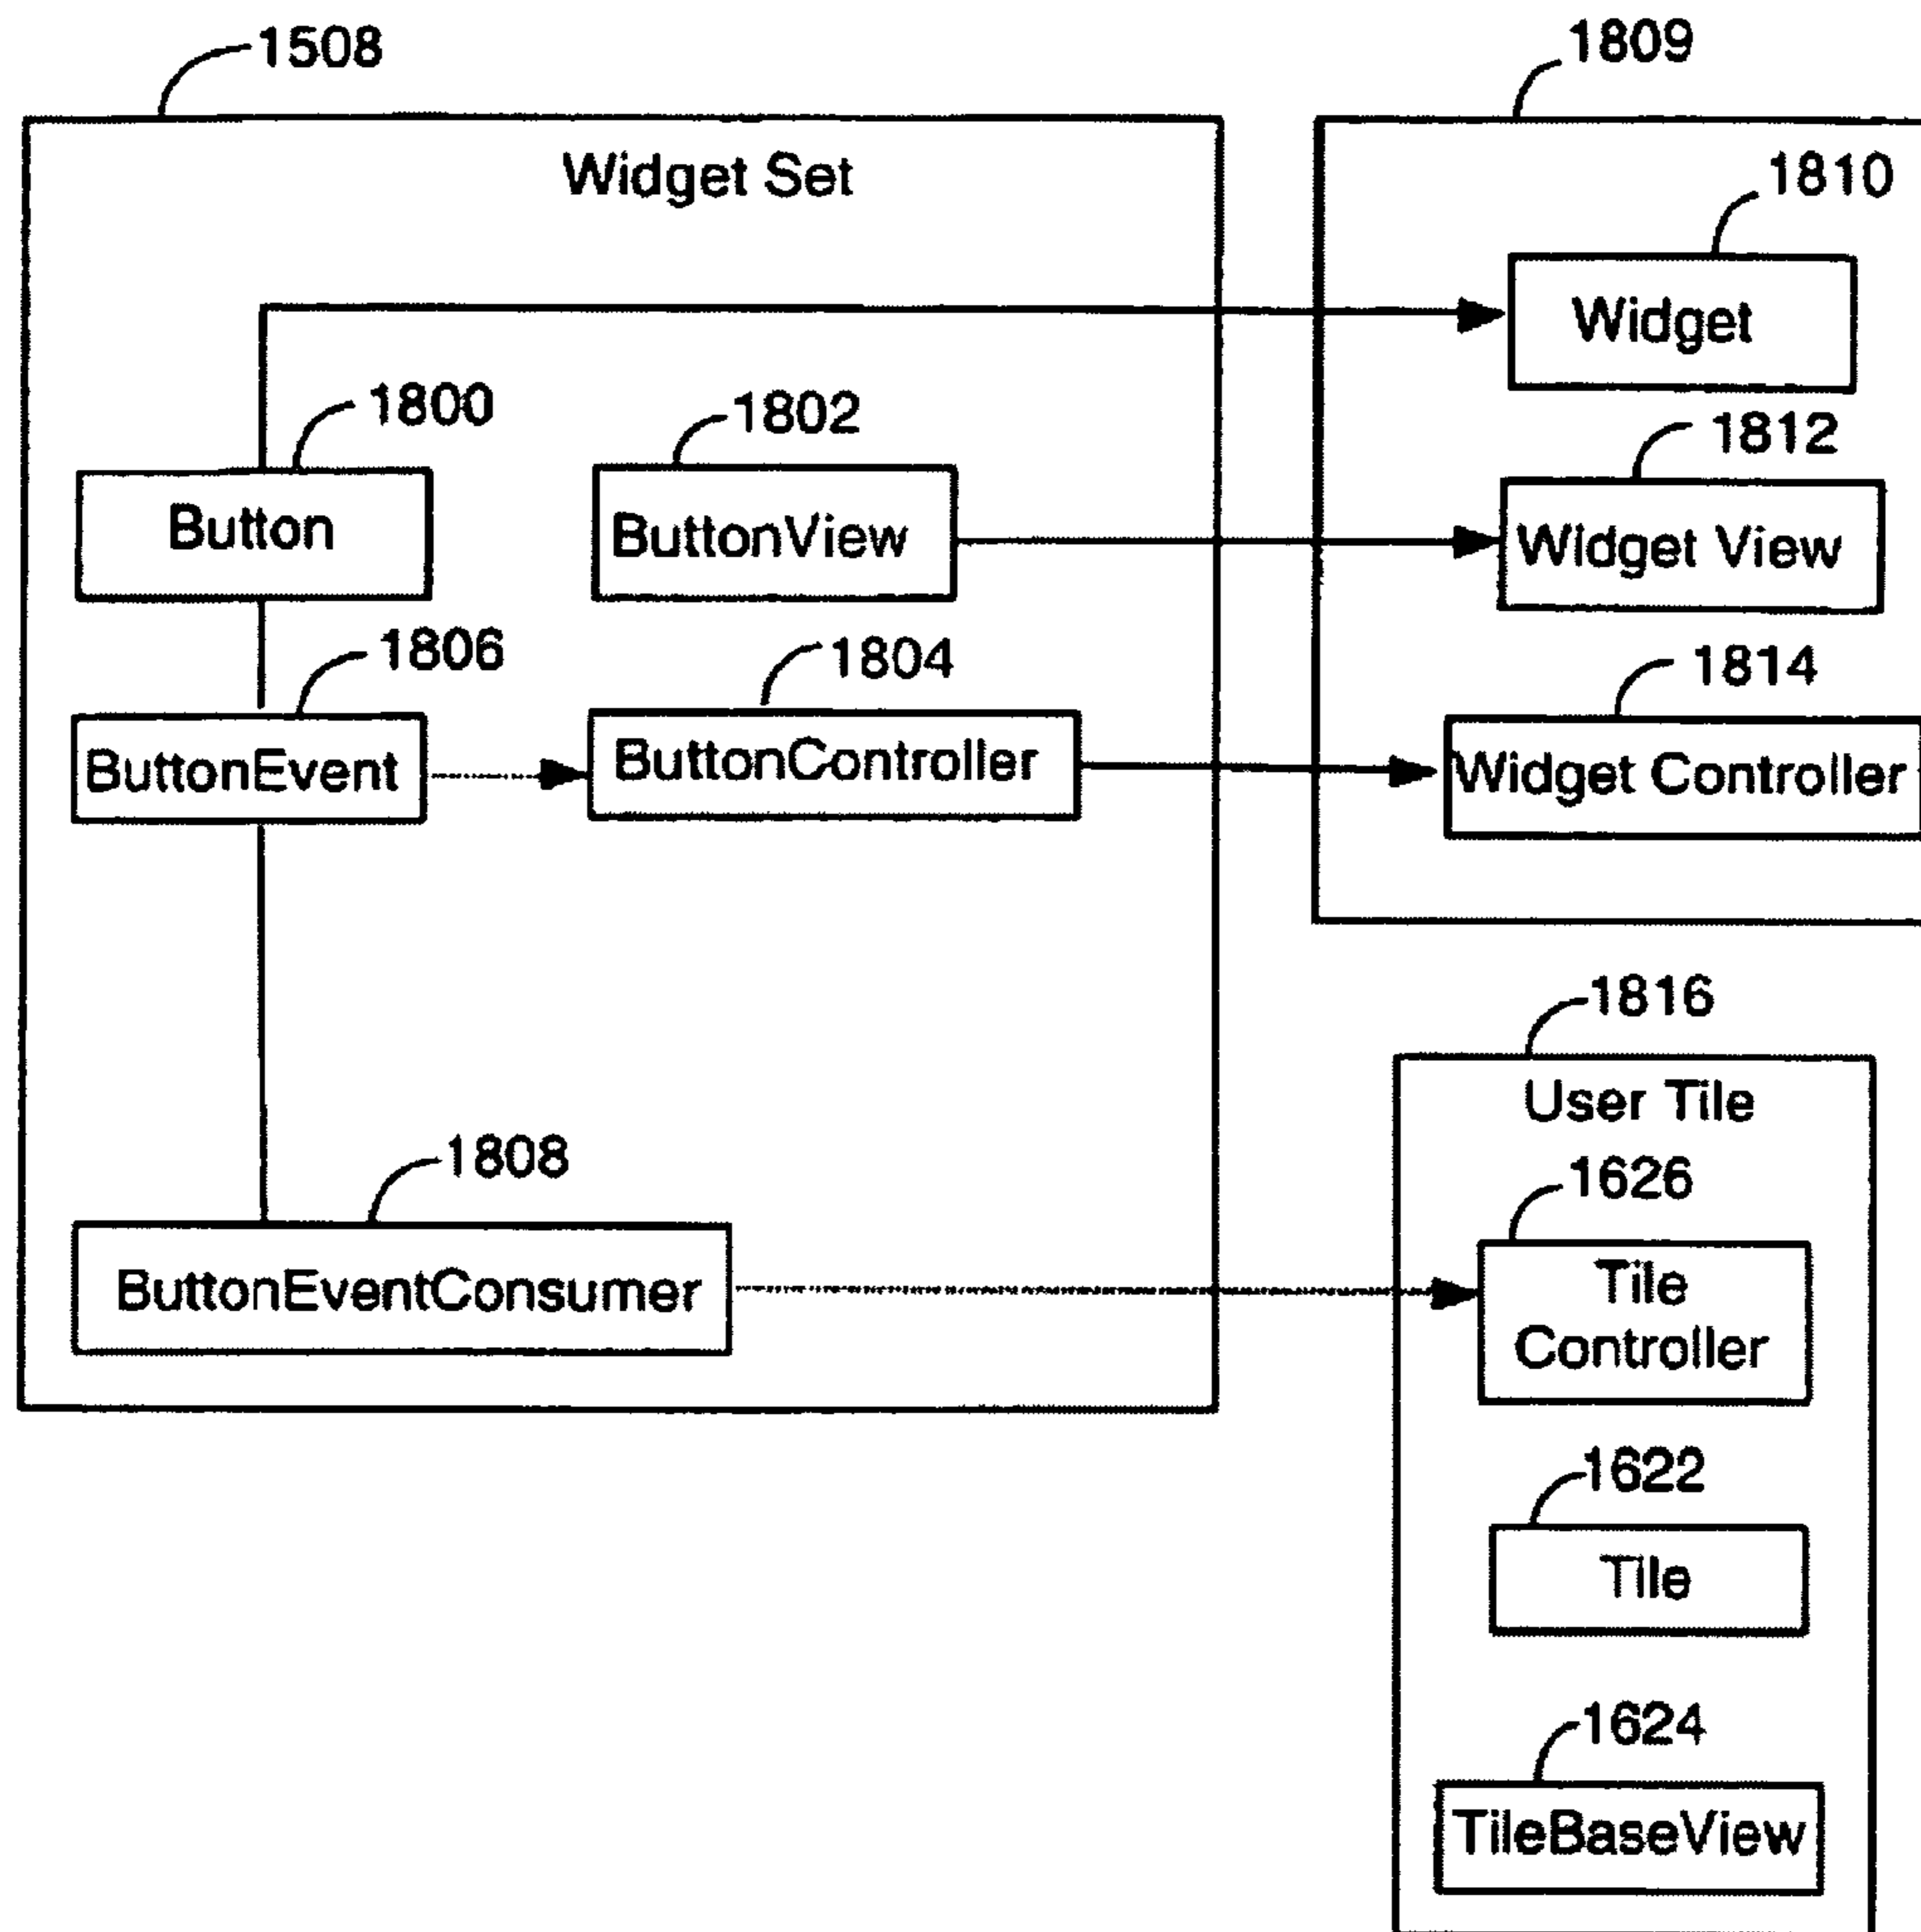 1508
1809
Widget Set
1810
Widget
1800
1802
1812
Button
ButtonView
Widget View
1806
1804
1814
ButtonEvent
ButtonController
Widget Controller
1816
User Tile
1808
1626
ButtonEventConsumer
Tile
Controller
1622
Tile
1624
TileBaseView